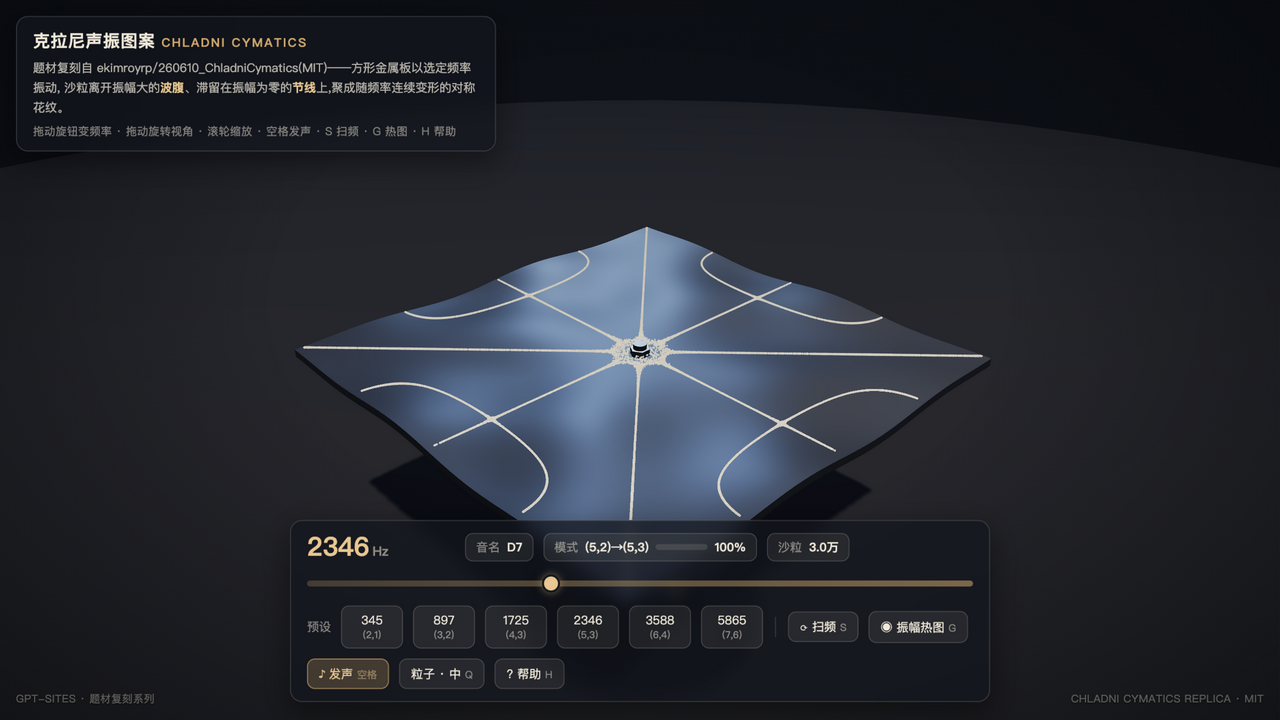 克拉尼声振图案 CHLADNI CYMATICS
题材复刻自 ekimroyrp/260610_ChladniCymatics(MIT)——方形金属板以选定频率
振动, 沙粒离开振幅大的波腹、滞留在振幅为零的节线上,聚成随频率连续变形的对称
花纹。
拖动旋钮变频率 · 拖动旋转视角 · 滚轮缩放 · 空格发声 · S 扫频 · G 热图 · H 帮助
2346 Hz
音名 D7
模式 (5,2)→(5,3) 100%
沙粒 3.0万
预设
345
(2,1)
897
(3,2)
1725
(4,3)
2346
(5,3)
3588
(6,4)
5865
(7,6)
⟳ 扫频 S
◉ 振幅热图 G
♪ 发声 空格
粒子 · 中 Q
? 帮助 H
GPT-SITES · 题材复刻系列
CHLADNI CYMATICS REPLICA · MIT